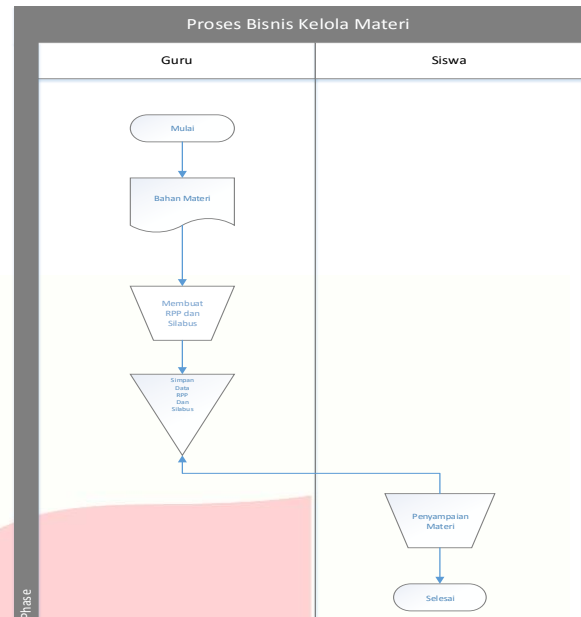 Proses Bisnis Kelola Materi
Guru
Siswa
Mulai
Bahan Materi
Membuat
RPP dan
Silabus
Simpan
Data
RPP
Dan
Silabus
Penyampaian
Materi
Selesai
Phase